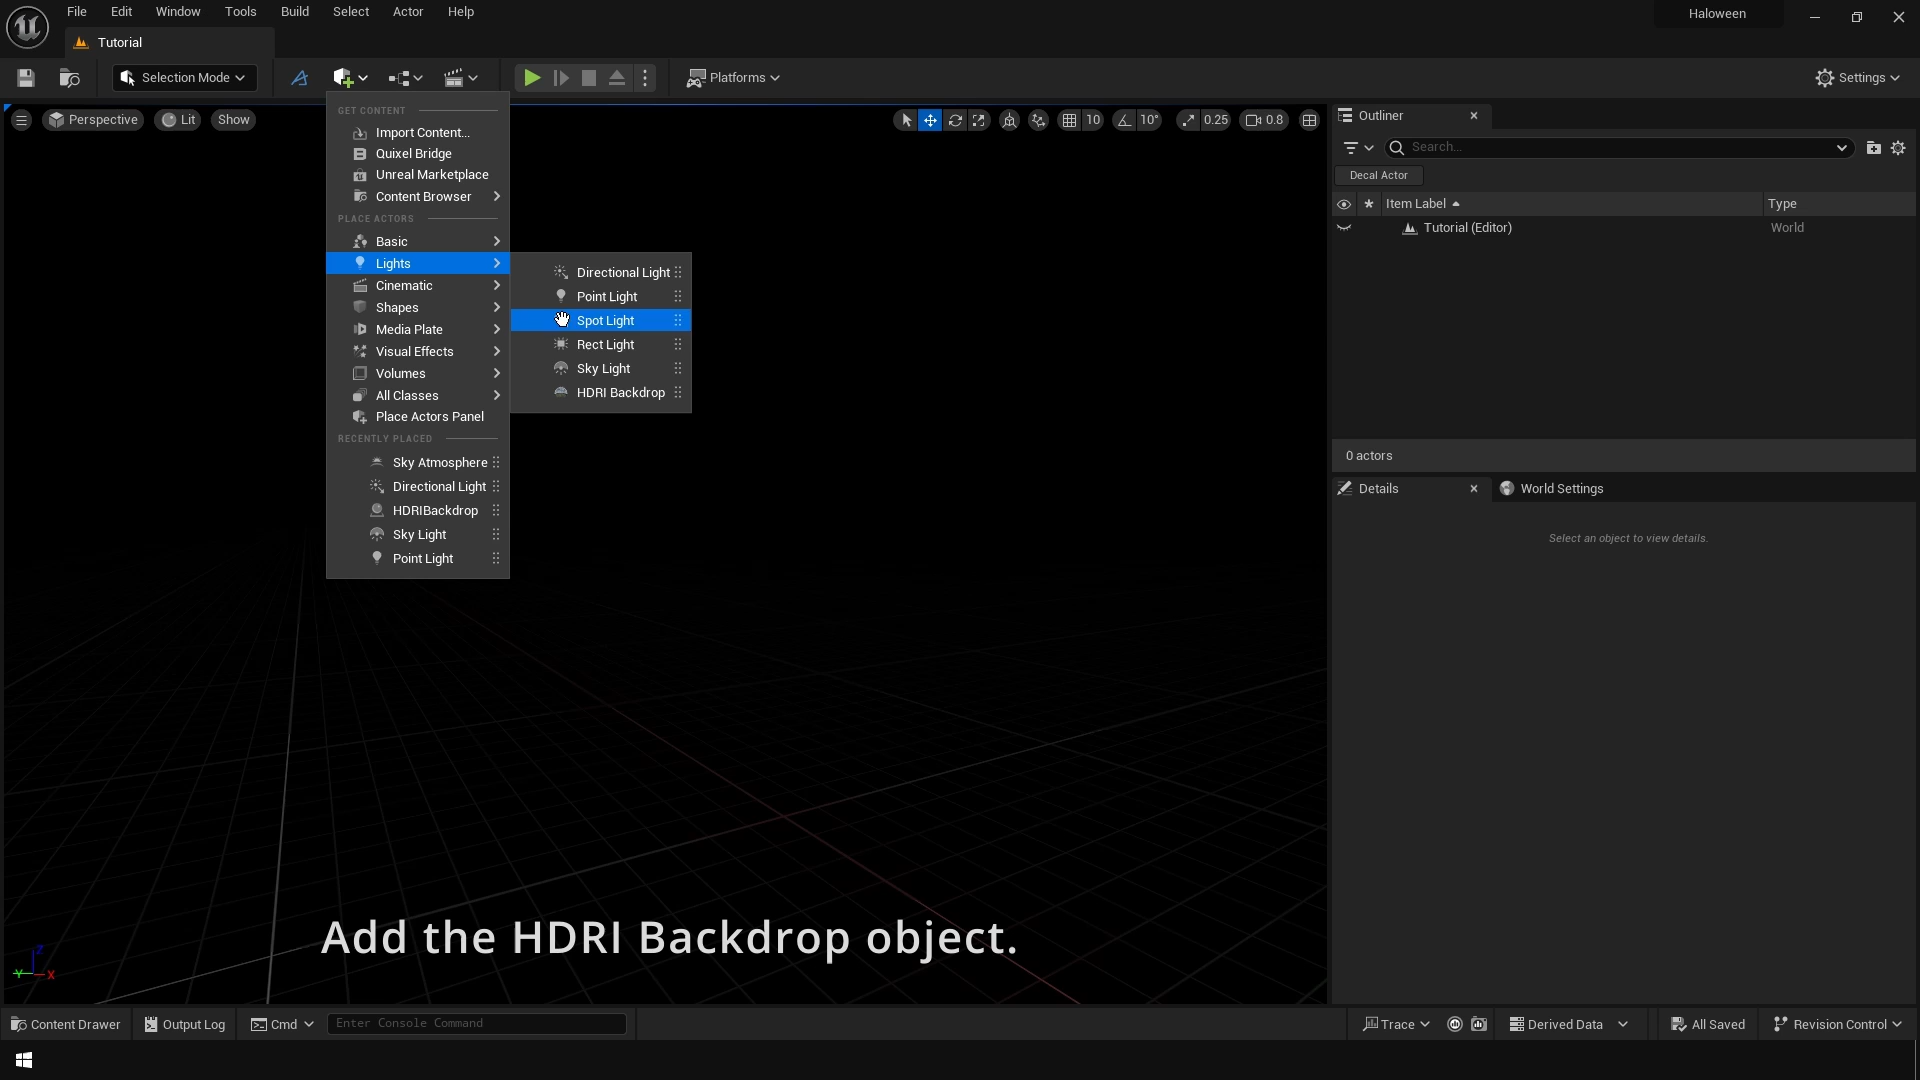 File Edit Window Tools Build Select Actor Help
Haloween
Tutorial
Selection Mode
Platforms
Settings
Perspective
Lit
Show
10
10°
0.25
0.8
GET CONTENT
Import Content...
Quixel Bridge
Unreal Marketplace
Content Browser
PLACE ACTORS
Basic
Lights
Cinematic
Shapes
Media Plate
Visual Effects
Volumes
All Classes
Place Actors Panel
RECENTLY PLACED
Sky Atmosphere
Directional Light
HDRIBackdrop
Sky Light
Point Light
Directional Light
Point Light
Spot Light
Rect Light
Sky Light
HDRI Backdrop
Outliner
Search...
Decal Actor
Item Label Type
Tutorial (Editor) World
0 actors
Details
World Settings
Select an object to view details.
Add the HDRI Backdrop object.
Z
Y X
Content Drawer
Output Log
Cmd
Enter Console Command
Trace
Derived Data
All Saved
Revision Control